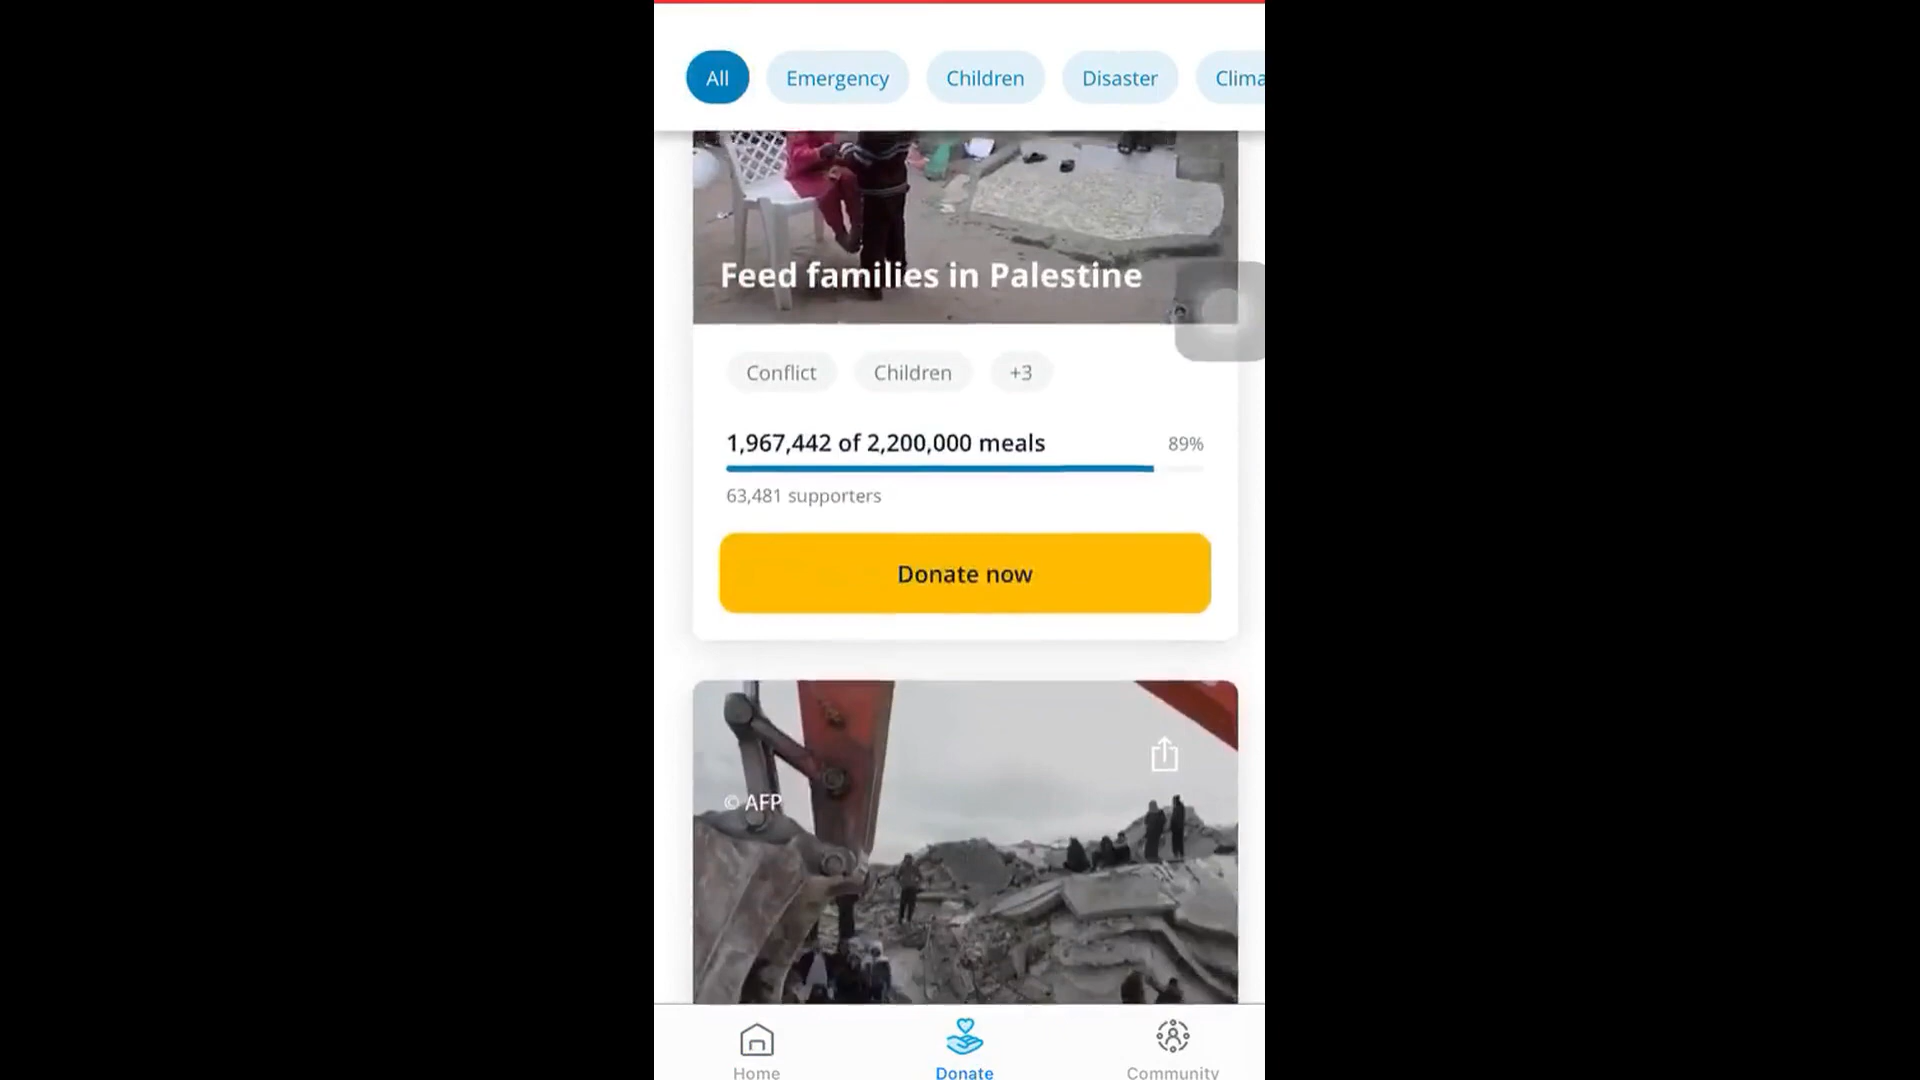 All
Emergency
Children
Disaster
Clima
Feed families in Palestine
Conflict
Children
+3
1,967,442 of 2,200,000 meals
89%
63,481 supporters
Donate now
© AFP
Home
Donate
Community